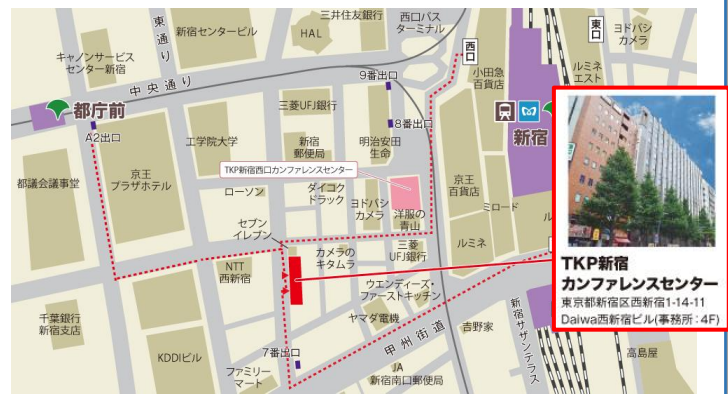 三井住友銀行
西口バス
ターミナル
東口
ヨドバシ
カメラ
東通り
新宿センタービル
HAL
西口
小田急
百貨店
ルミネ
エスト
キャノンサービス
センター新宿
中央通り
9番出口
都庁前
A2出口
三菱UFJ銀行
8番出口
新宿
工学院大学
新宿
郵便局
明治安田
生命
TKP新宿西口カンファレンスセンター
都議会議事堂
京王
プラザホテル
ローソン
ダイコク
ドラック
ヨドバシ
カメラ
洋服の
青山
京王
百貨店
ミロード
セブン
イレブン
カメラの
キタムラ
三菱
UFJ銀行
ルミネ
ル
NTT
西新宿
ウエンディーズ・
ファーストキッチン
千葉銀行
新宿支店
KDDIビル
ヤマダ電機
甲州街道
吉野家
新宿サザンテラス
高島屋
7番出口
ファミリー
マート
JA
新宿南口郵便局
TKP新宿
カンファレンスセンター
東京都新宿区西新宿1-14-11
Daiwa西新宿ビル(事務所:4F)